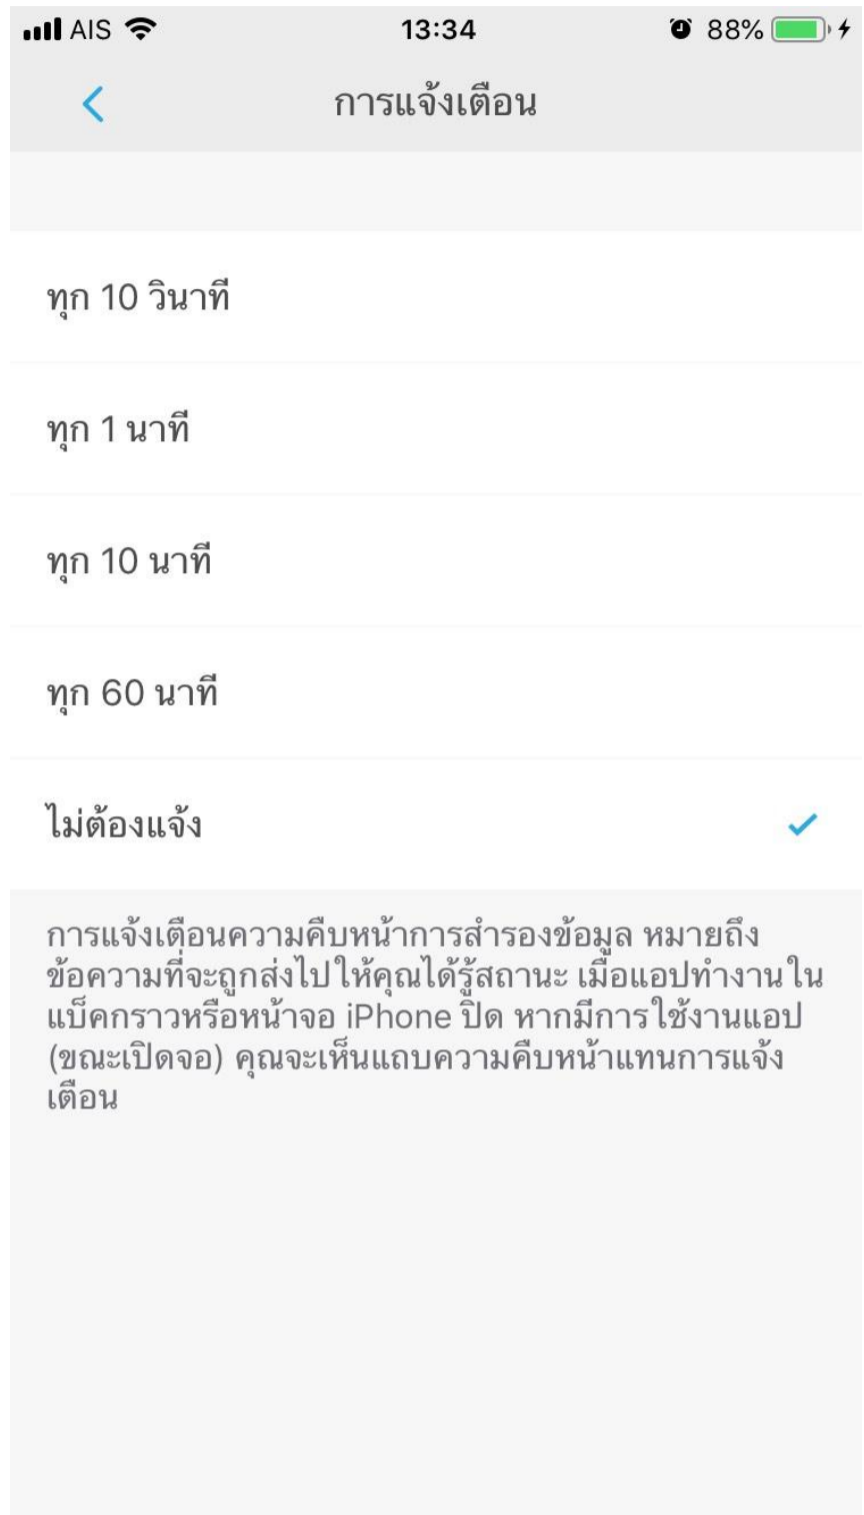 AIS 13:34 88%
การแจ้งเตือน
ทุก 10 วินาที
ทุก 1 นาที
ทุก 10 นาที
ทุก 60 นาที
ไม่ต้องแจ้ง
การแจ้งเตือนความคืบหน้าการสำรองข้อมูล หมายถึง
ข้อความที่จะถูกส่งไปให้คุณได้รู้สถานะ เมื่อแอปทำงานใน
แบ็คกราวหรือหน้าจอ iPhone ปิด หากมีการใช้งานแอป
(ขณะเปิดจอ) คุณจะเห็นแถบความคืบหน้าแทนการแจ้ง
เตือน